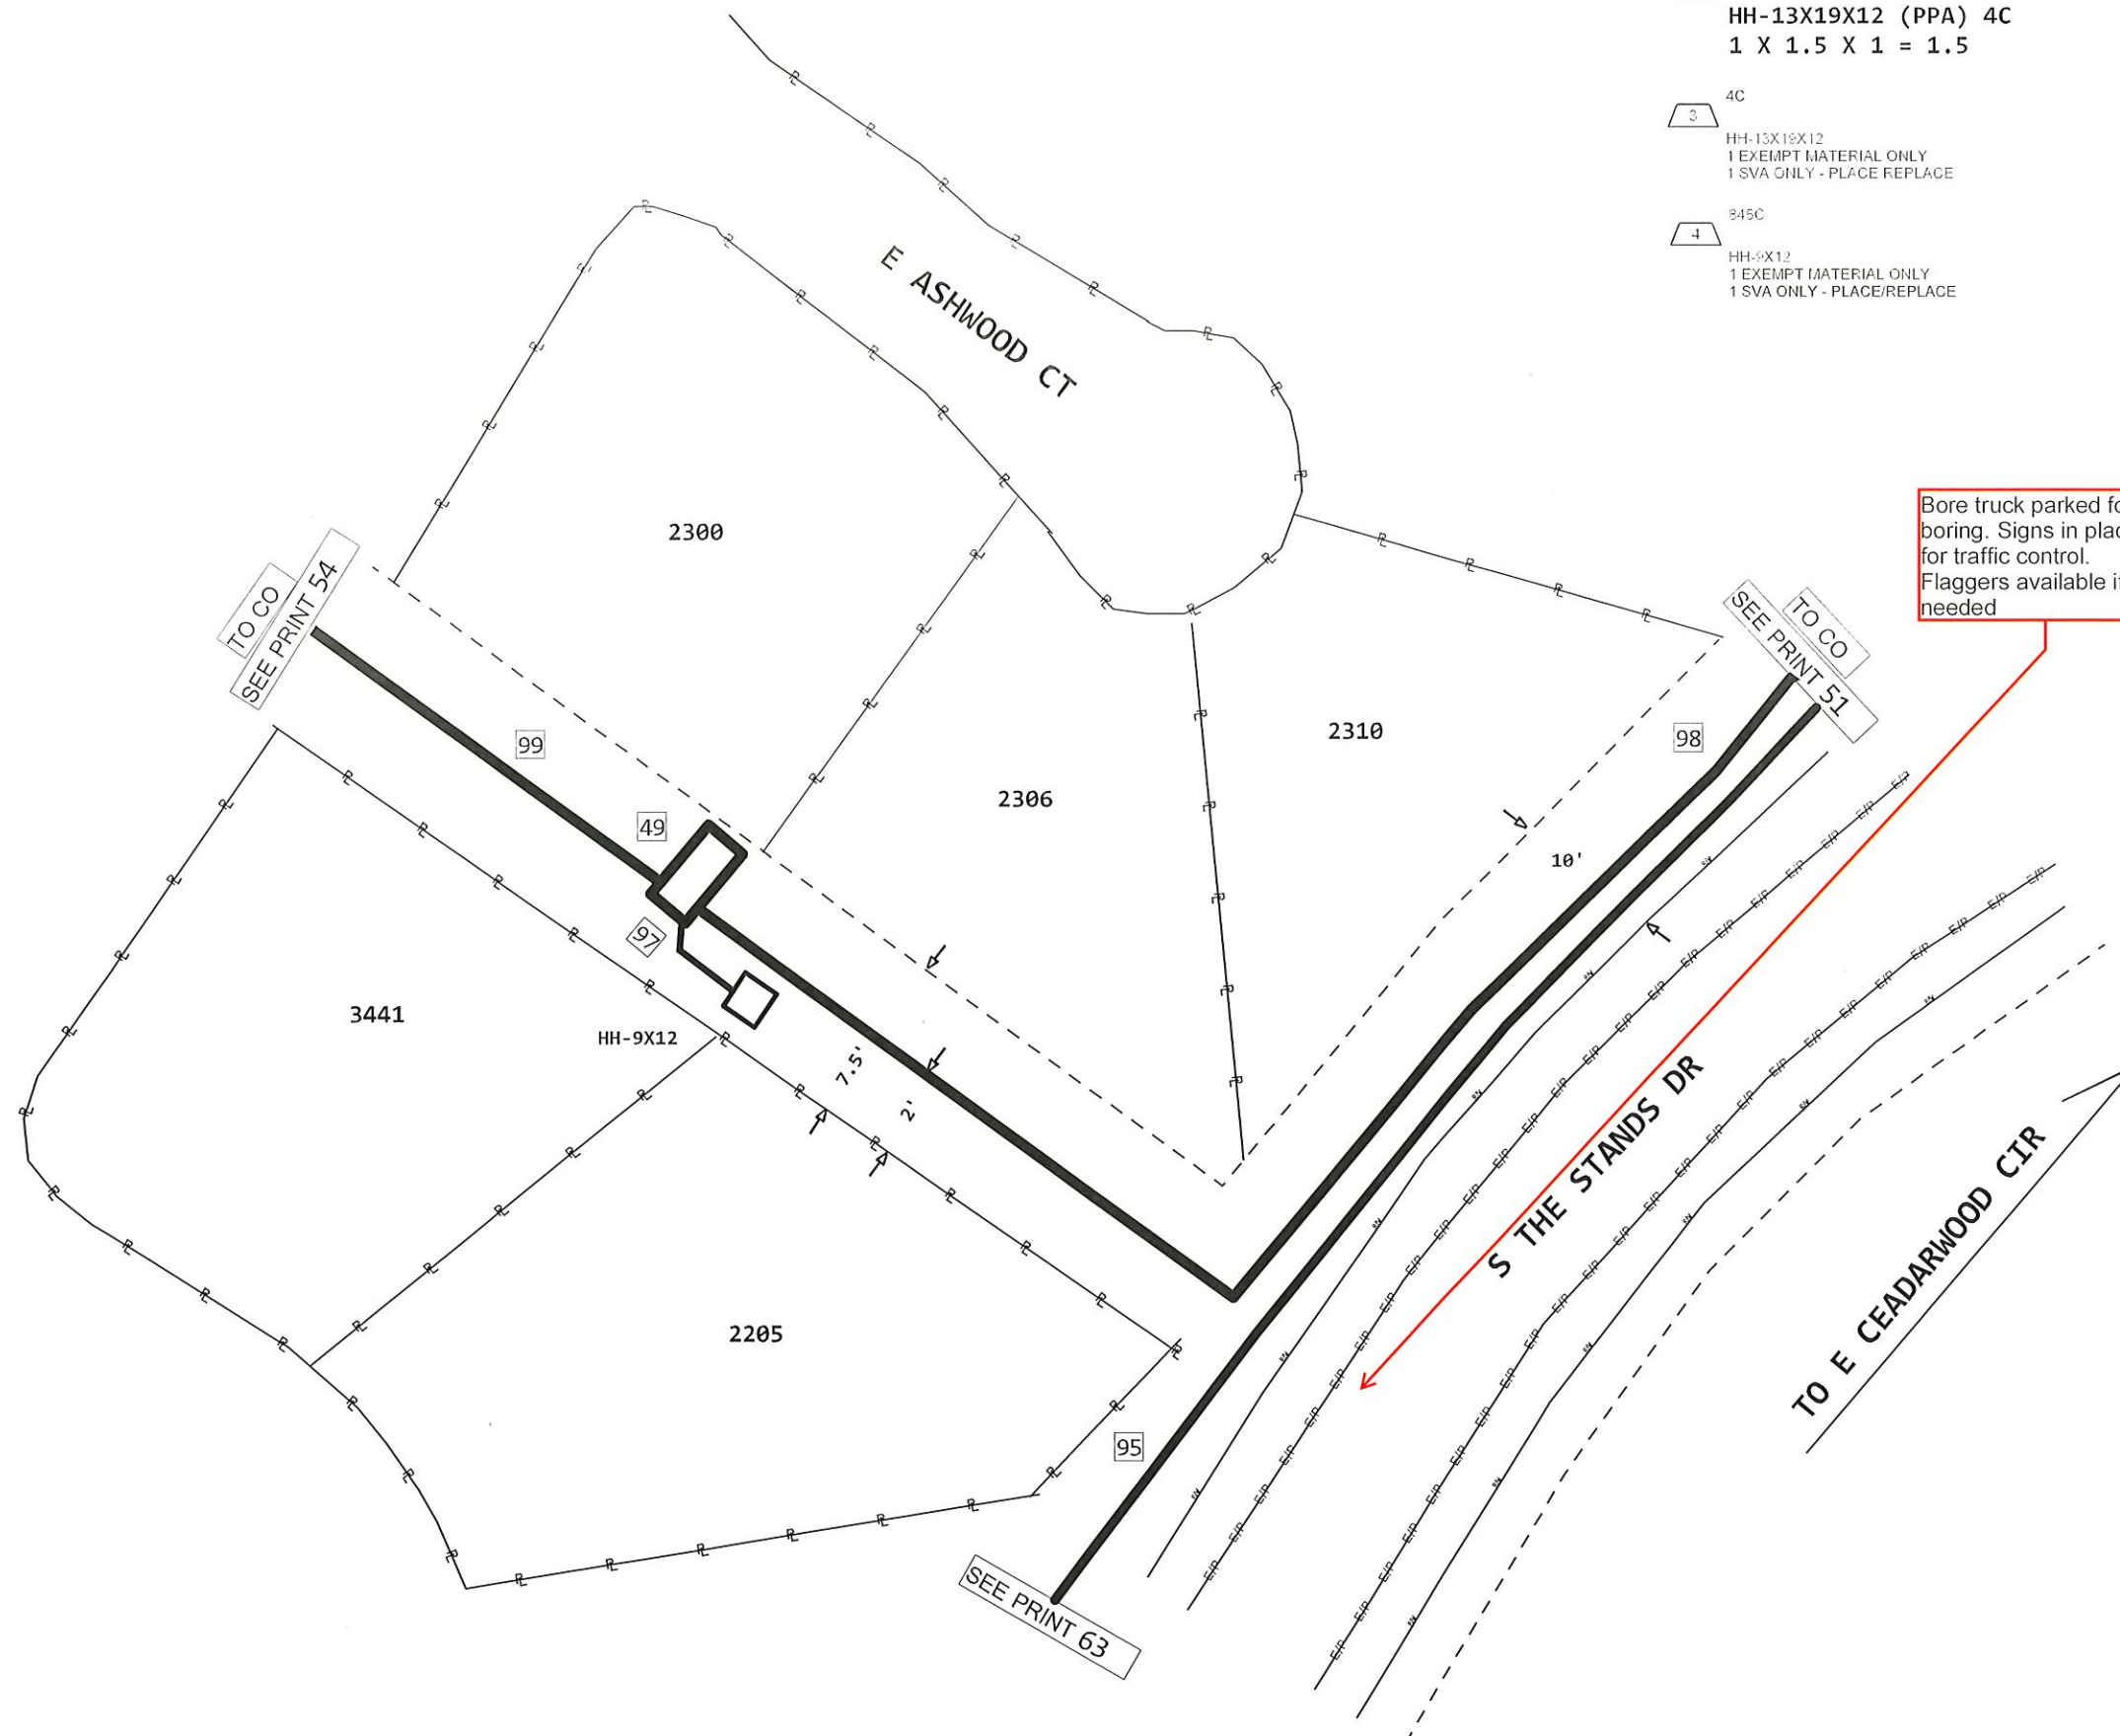 HH-13X19X12 (PPA) 4C
1 X 1.5 X 1 = 1.5
4C
3
HH-13X19X12
1 EXEMPT MATERIAL ONLY
1 SVA ONLY - PLACE REPLACE
845C
4
HH-9X12
1 EXEMPT MATERIAL ONLY
1 SVA ONLY - PLACE/REPLACE
E ASHWOOD CT
Bore truck parked fo
boring. Signs in plac
for traffic control.
Flaggers available if
needed
2300
TO CO
SEE PRINT 54
TO CO
SEE PRINT 51
99
98
2310
49
2306
10'
97
3441
HH-9X12
7.5'
2'
S THE STANDS DR
TO E CEADARWOOD CIR
2205
95
SEE PRINT 63